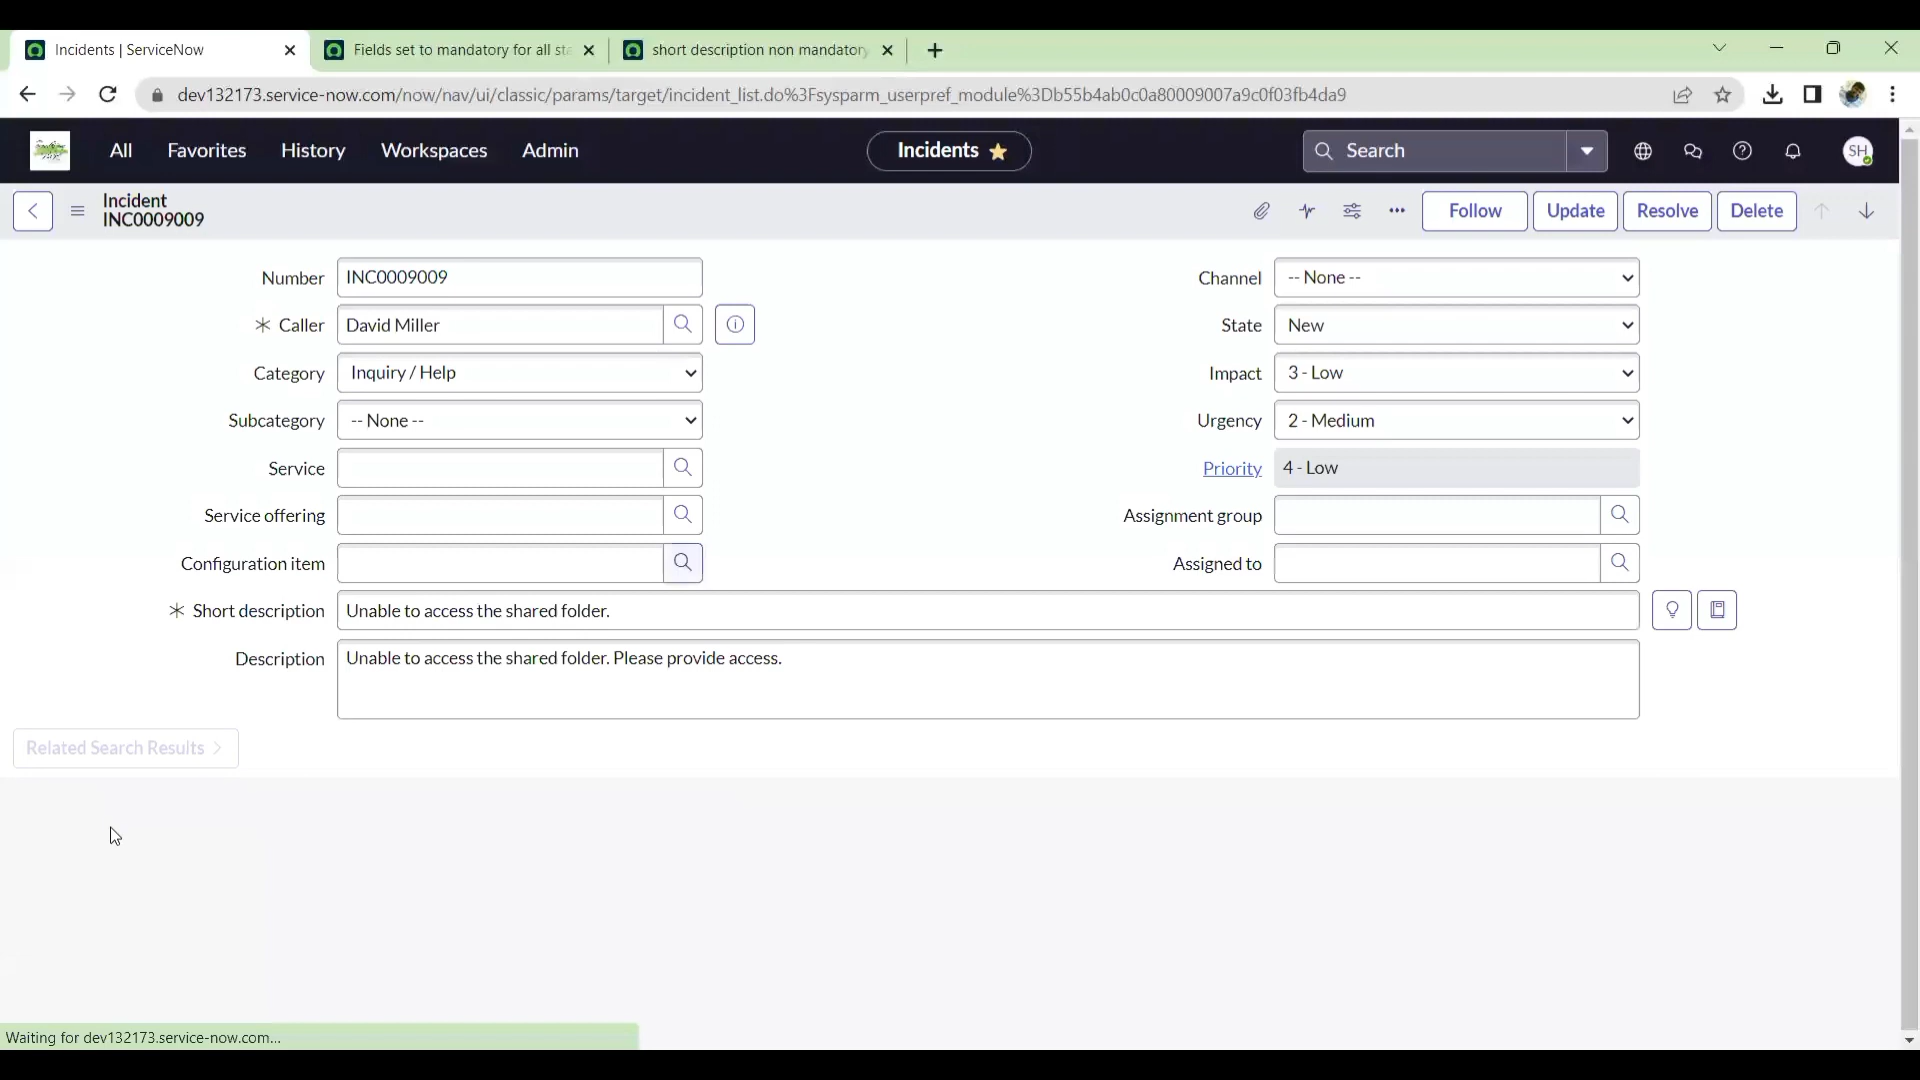 Incidents | ServiceNow
Fields set to mandatory for all sta
short description non mandatory
dev132173.service-now.com/now/nav/ui/classic/params/target/incident_list.do%3Fsysparm_userpref_module%3Db55b4ab0c0a80009007a9c0f03fb4da9
All Favorites History Workspaces Admin
Incidents
Search
SH
Incident
INC0009009
Follow Update Resolve Delete
Number INC0009009
Channel -- None --
Caller David Miller
State New
Category Inquiry / Help
Impact 3 - Low
Subcategory -- None --
Urgency 2 - Medium
Service
Priority 4 - Low
Service offering
Assignment group
Configuration item
Assigned to
Short description Unable to access the shared folder.
Description Unable to access the shared folder. Please provide access.
Related Search Results
Waiting for dev132173.service-now.com...